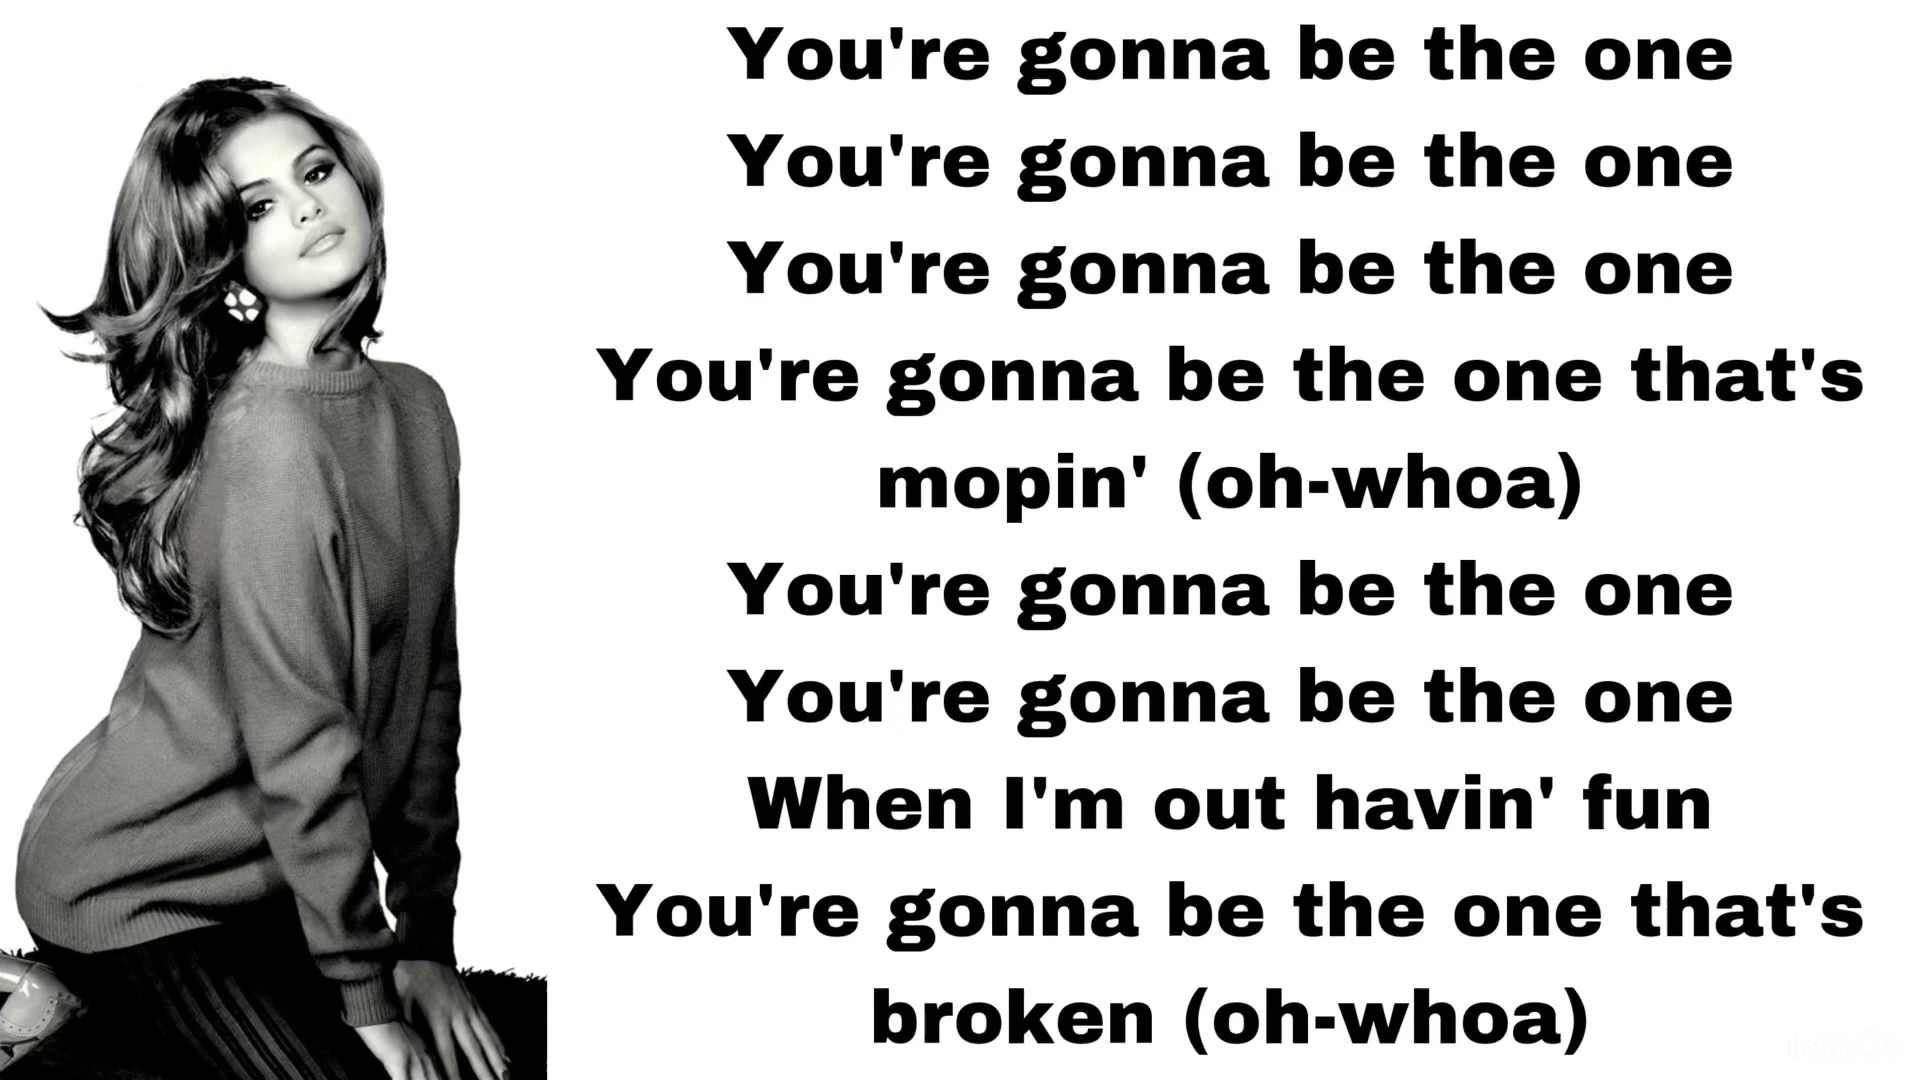 You're gonna be the one
You're gonna be the one
You're gonna be the one
You're gonna be the one that's
mopin' (oh-whoa)
You're gonna be the one
You're gonna be the one
When I'm out havin' fun
You're gonna be the one that's
broken (oh-whoa)